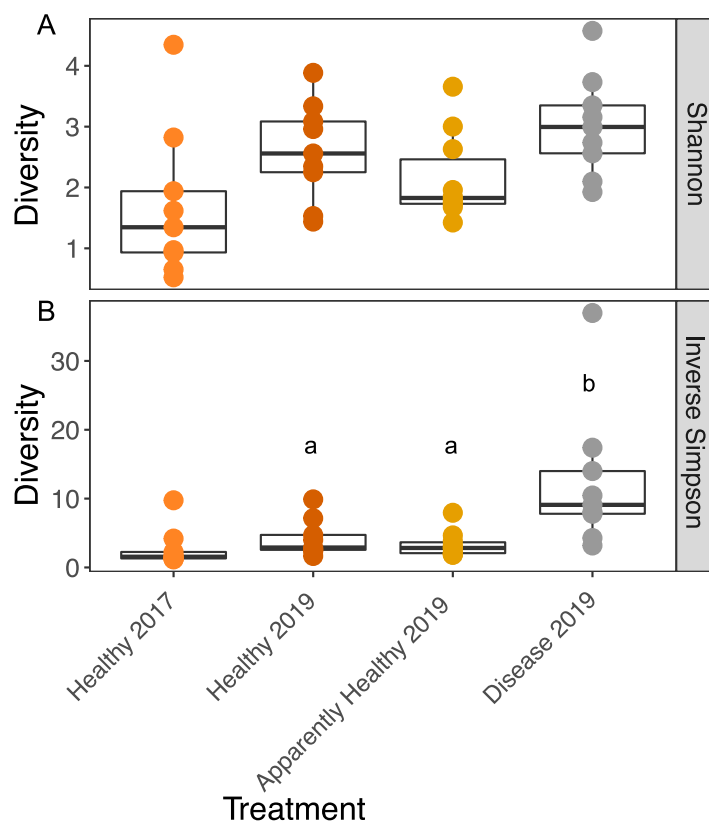 A
Diversity
4
3
2
1
Shannon
B
Diversity
30
20
10
0
a
a
b
Inverse Simpson
Healthy 2017
Healthy 2019
Apparently Healthy 2019
Disease 2019
Treatment